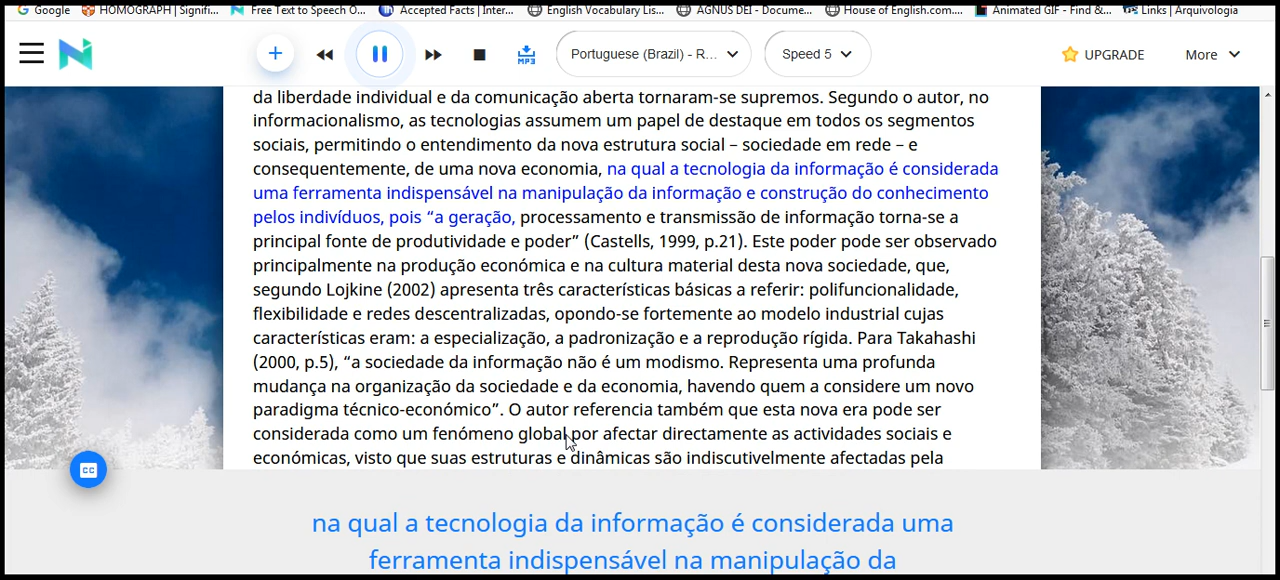 Google HOMOGRAPH | Signifi... Free Text to Speech O... Accepted Facts | Inter... English Vocabulary Lis... AGNUS DEI - Docume... House of English.com.... Animated GIF - Find &... Links | Arquivologia
+ MP3 Portuguese (Brazil) - R... Speed 5 UPGRADE More
da liberdade individual e da comunicação aberta tornaram-se supremos. Segundo o autor, no
informacionalismo, as tecnologias assumem um papel de destaque em todos os segmentos
sociais, permitindo o entendimento da nova estrutura social – sociedade em rede – e
consequentemente, de uma nova economia, na qual a tecnologia da informação é considerada
uma ferramenta indispensável na manipulação da informação e construção do conhecimento
pelos indivíduos, pois “a geração, processamento e transmissão de informação torna-se a
principal fonte de produtividade e poder” (Castells, 1999, p.21). Este poder pode ser observado
principalmente na produção económica e na cultura material desta nova sociedade, que,
segundo Lojkine (2002) apresenta três características básicas a referir: polifuncionalidade,
flexibilidade e redes descentralizadas, opondo-se fortemente ao modelo industrial cujas
características eram: a especialização, a padronização e a reprodução rígida. Para Takahashi
(2000, p.5), “a sociedade da informação não é um modismo. Representa uma profunda
mudança na organização da sociedade e da economia, havendo quem a considere um novo
paradigma técnico-económico”. O autor referencia também que esta nova era pode ser
considerada como um fenómeno global por afectar directamente as actividades sociais e
económicas, visto que suas estruturas e dinâmicas são indiscutivelmente afectadas pela
CC
na qual a tecnologia da informação é considerada uma
ferramenta indispensável na manipulação da